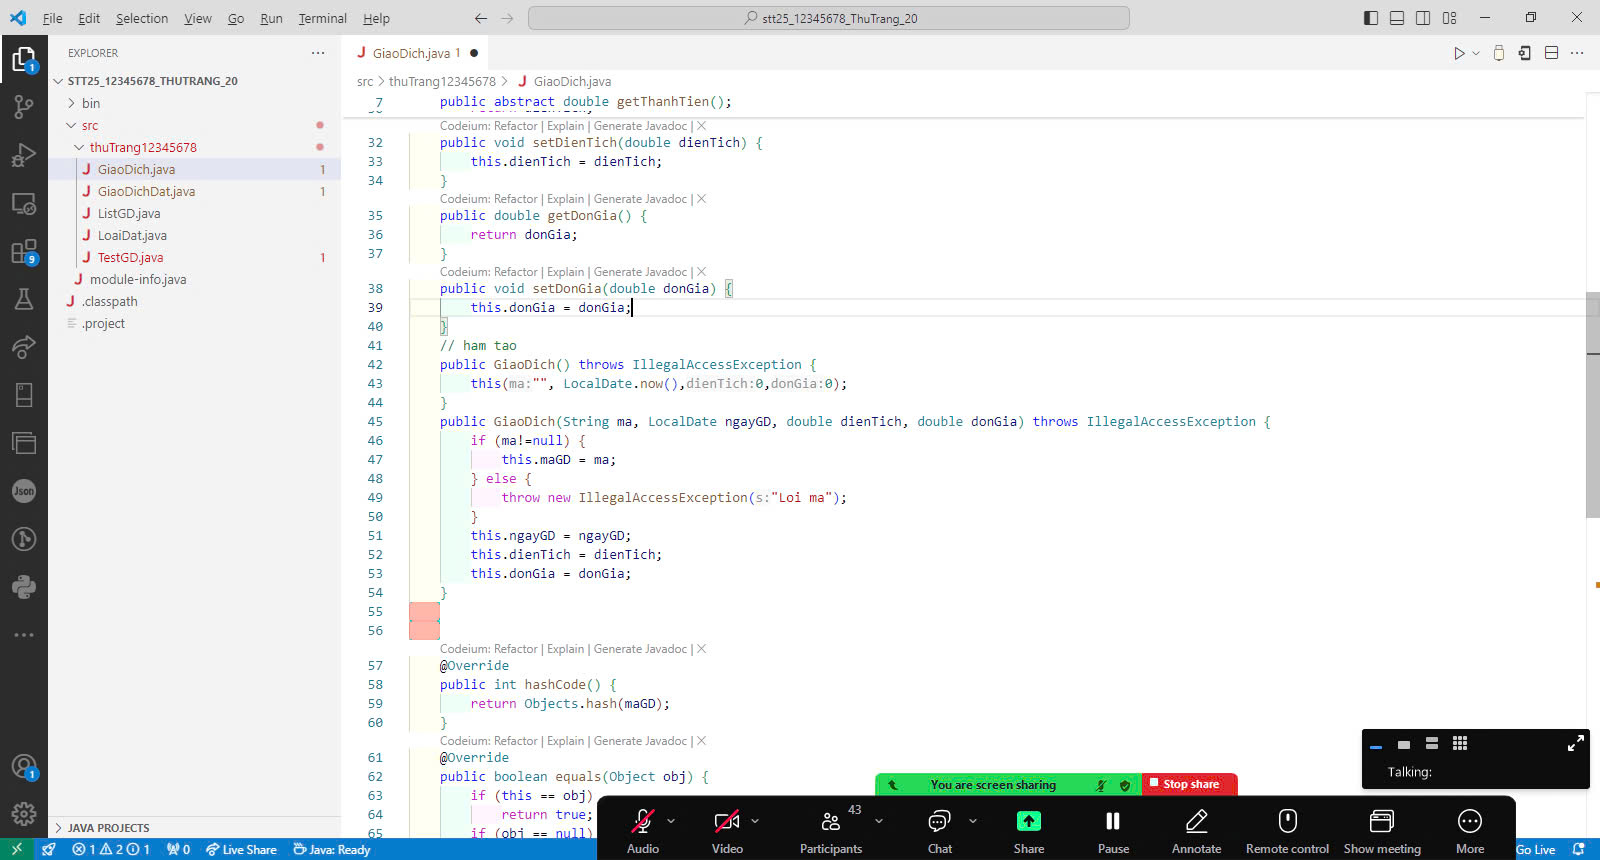 File Edit Selection View Go Run Terminal Help
stt25_12345678_ThuTrang_20
EXPLORER
STT25_12345678_THUTRANG_20
bin
src
thuTrang12345678
GiaoDich.java 1
GiaoDichDat.java 1
ListGD.java
LoaiDat.java
TestGD.java 1
module-info.java
.classpath
.project
JAVA PROJECTS
1
9
Json
1
GiaoDich.java 1
src > thuTrang12345678 > GiaoDich.java
7 public abstract double getThanhTien();
Codeium: Refactor | Explain | Generate Javadoc | X
32 public void setDienTich(double dienTich) {
33 this.dienTich = dienTich;
34 }
Codeium: Refactor | Explain | Generate Javadoc | X
35 public double getDonGia() {
36 return donGia;
37 }
Codeium: Refactor | Explain | Generate Javadoc | X
38 public void setDonGia(double donGia) {
39 this.donGia = donGia;
40 }
41 // ham tao
42 public GiaoDich() throws IllegalAccessException {
43 this(ma:"", LocalDate.now(),dienTich:0,donGia:0);
44 }
45 public GiaoDich(String ma, LocalDate ngayGD, double dienTich, double donGia) throws IllegalAccessException {
46 if (ma!=null) {
47 this.maGD = ma;
48 } else {
49 throw new IllegalAccessException(s:"Loi ma");
50 }
51 this.ngayGD = ngayGD;
52 this.dienTich = dienTich;
53 this.donGia = donGia;
54 }
55
56
Codeium: Refactor | Explain | Generate Javadoc | X
57 @Override
58 public int hashCode() {
59 return Objects.hash(maGD);
60 }
Codeium: Refactor | Explain | Generate Javadoc | X
61 @Override
62 public boolean equals(Object obj) {
63 if (this == obj)
64 return true;
65 if (obj == null)
Talking:
You are screen sharing
Stop share
Audio
Video
43
Participants
Chat
Share
Pause
Annotate
Remote control
Show meeting
More
1 2 1 0 Live Share Java: Ready
Go Live